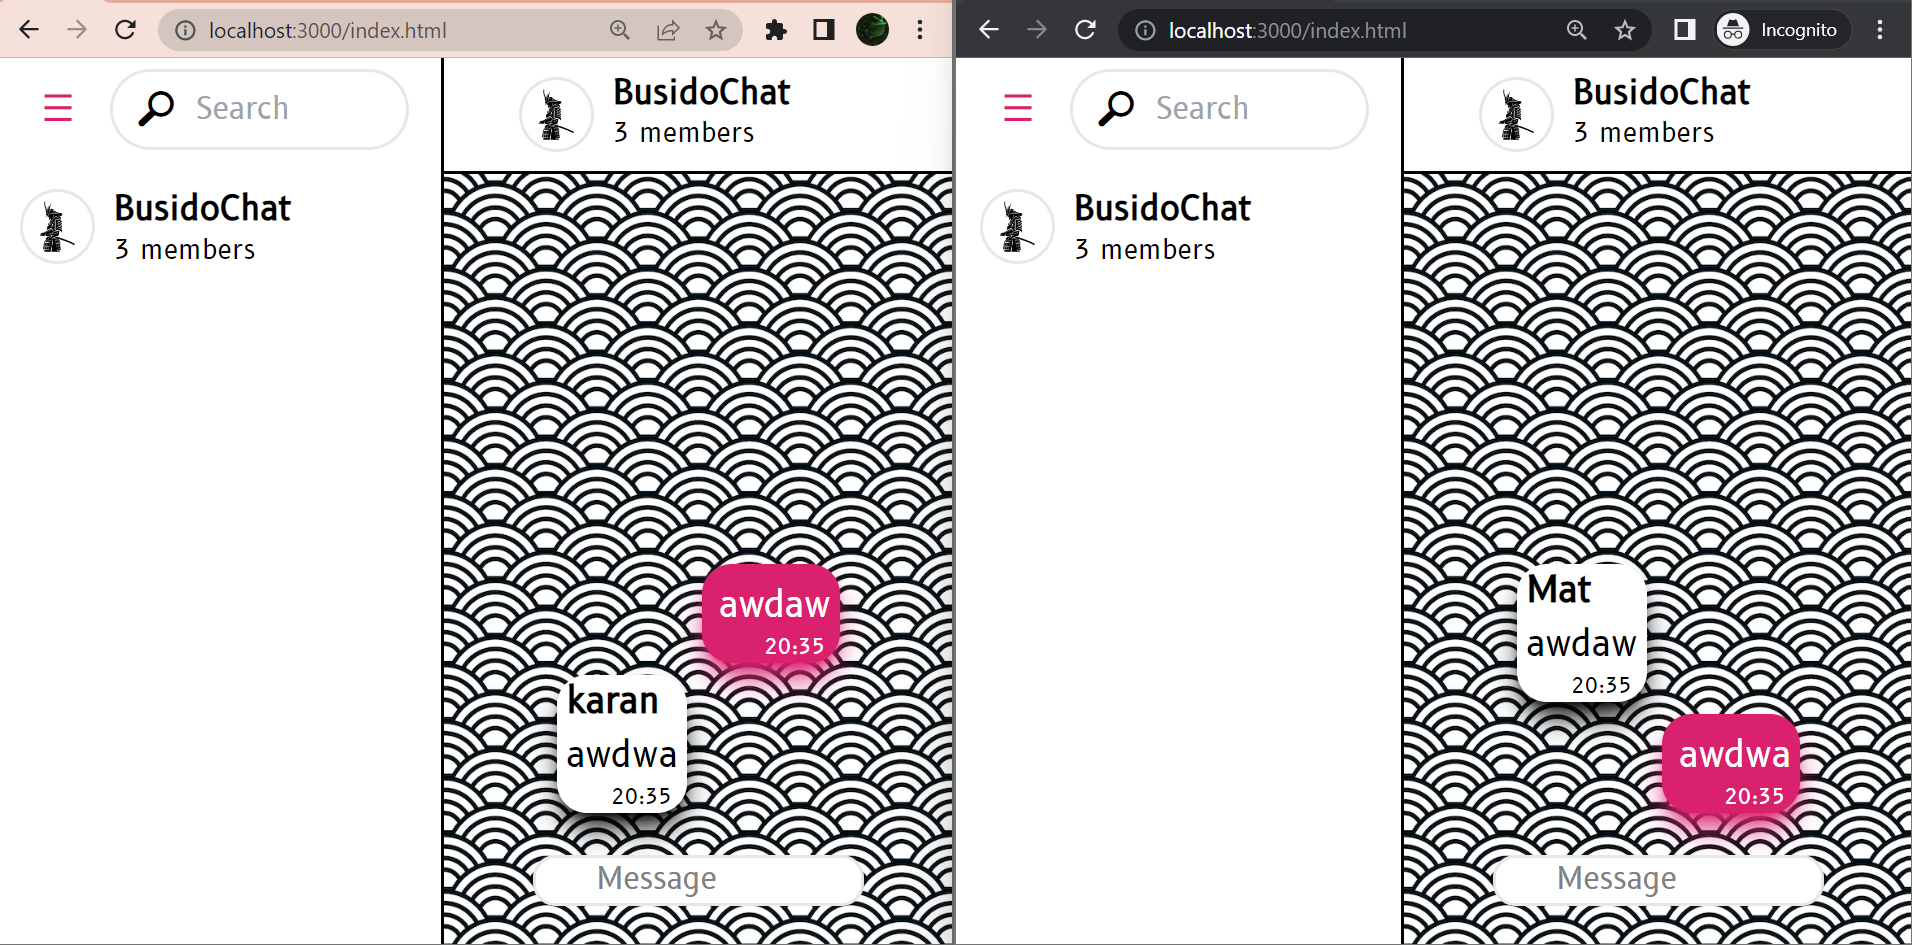 localhost:3000/index.html
Search
BusidoChat
3 members
BusidoChat
3 members
awdaw
20:35
karan
awdwa
20:35
Message
localhost:3000/index.html
Incognito
Search
BusidoChat
3 members
BusidoChat
3 members
Mat
awdaw
20:35
awdwa
20:35
Message